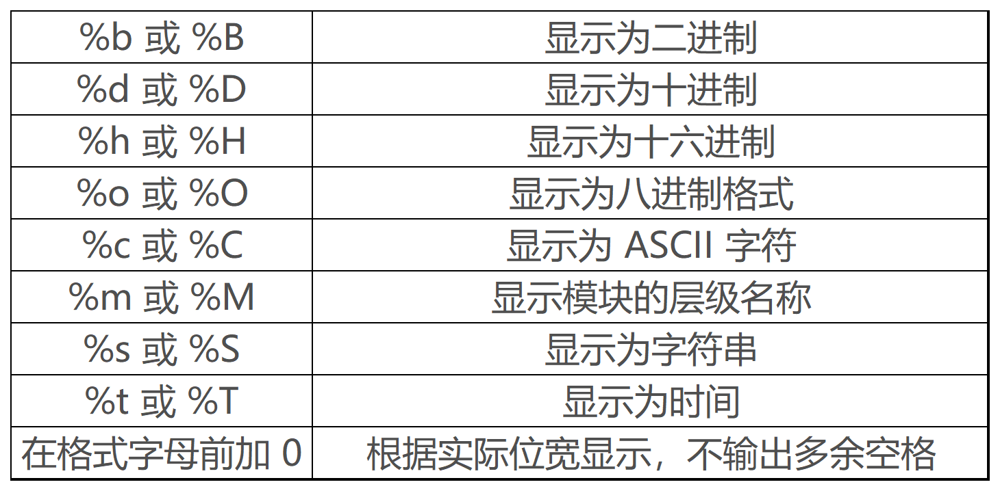 %b 或 %B 显示为二进制
%d 或 %D 显示为十进制
%h 或 %H 显示为十六进制
%o 或 %O 显示为八进制格式
%c 或 %C 显示为 ASCII 字符
%m 或 %M 显示模块的层级名称
%s 或 %S 显示为字符串
%t 或 %T 显示为时间
在格式字母前加 0 根据实际位宽显示，不输出多余空格